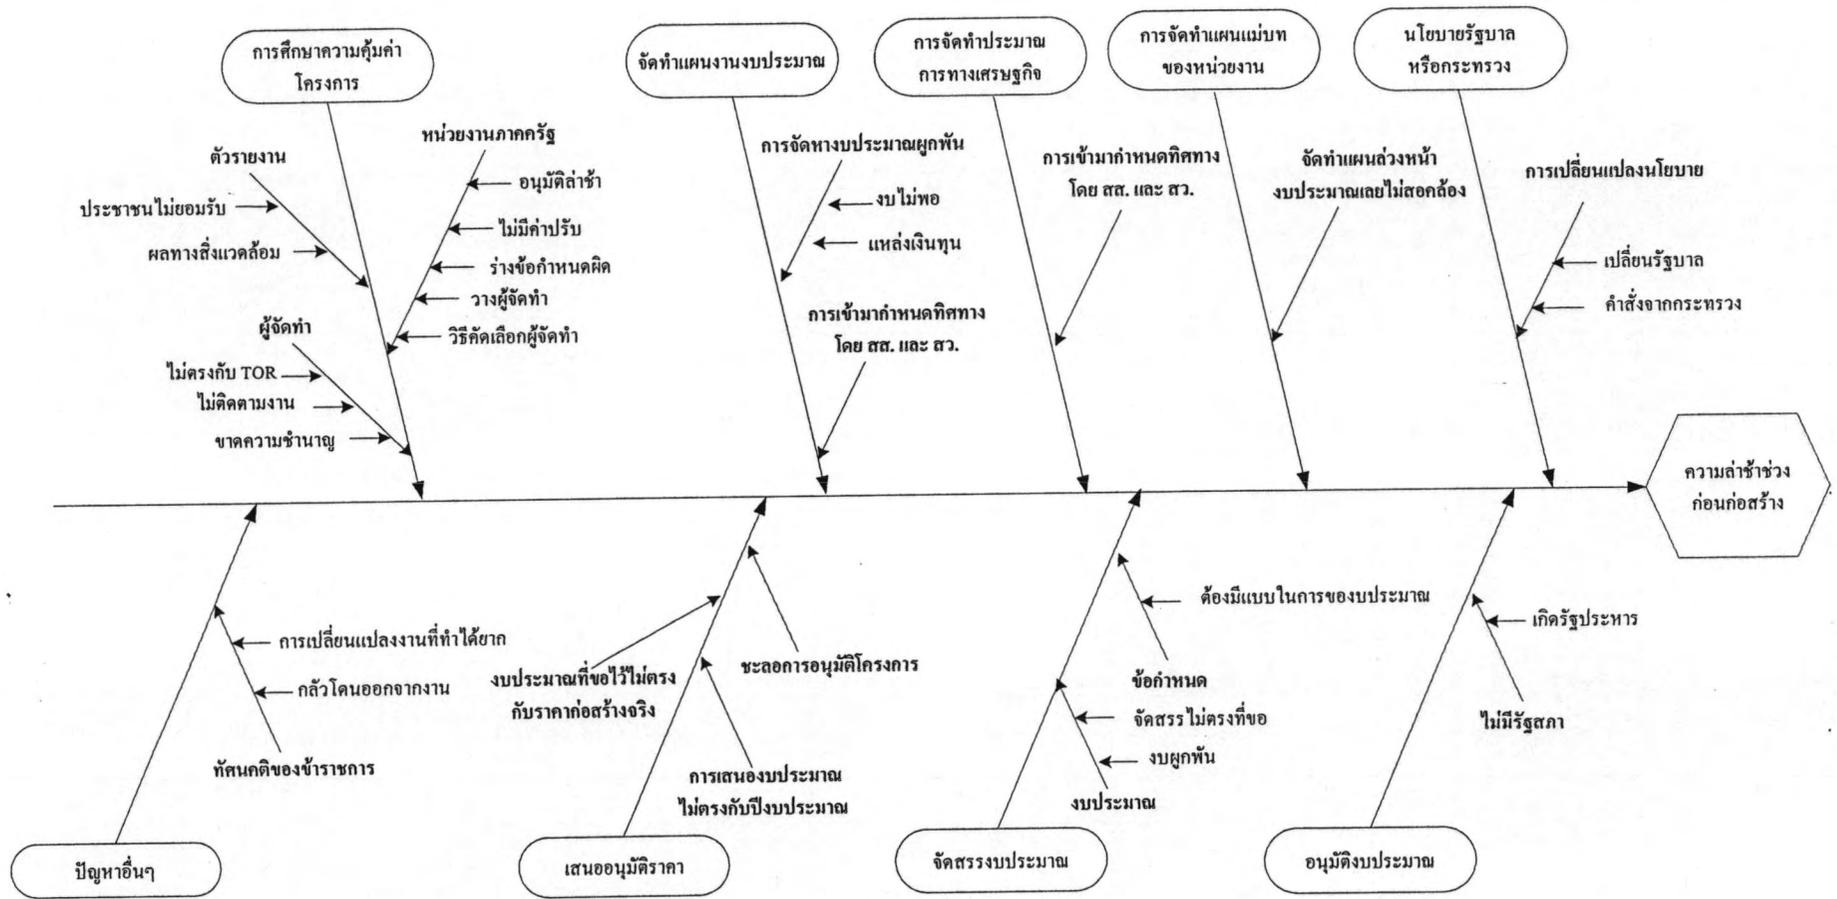 การศึกษาความคุ้มค่า
โครงการ
จัดทำแผนงานงบประมาณ
การจัดทำประมาณ
การทางเศรษฐกิจ
การจัดทำแผนแม่บท
ของหน่วยงาน
นโยบายรัฐบาล
หรือกระทรวง
ตัวรายงาน
ประชาชนไม่ยอมรับ
ผลทางสิ่งแวดล้อม
หน่วยงานภาครัฐ
อนุมัติล่าช้า
ไม่มีค่าปรับ
ร่างข้อกำหนดผิด
วางผู้จัดทำ
วิธีคัดเลือกผู้จัดทำ
ผู้จัดทำ
ไม่ตรงกับ TOR
ไม่ติดตามงาน
ขาดความชำนาญ
การจัดหางบประมาณผูกพัน
งบไม่พอ
แหล่งเงินทุน
การเข้ามากำหนดทิศทาง
โดย สส. และ สว.
การเข้ามากำหนดทิศทาง
โดย สส. และ สว.
จัดทำแผนล่วงหน้า
งบประมาณเลยไม่สอคล้อง
การเปลี่ยนแปลงนโยบาย
เปลี่ยนรัฐบาล
คำสั่งจากกระทรวง
ความล่าช้าช่วง
ก่อนก่อสร้าง
การเปลี่ยนแปลงงานที่ทำได้ยาก
กลัวโดนออกจากงาน
ทัศนคติของข้าราชการ
งบประมาณที่ขอไว้ไม่ตรง
กับราคาก่อสร้างจริง
ชะลอการอนุมัติโครงการ
การเสนองบประมาณ
ไม่ตรงกับปีงบประมาณ
ต้องมีแบบในการของบประมาณ
ข้อกำหนด
จัดสรรไม่ตรงที่ขอ
งบผูกพัน
งบประมาณ
เกิดรัฐประหาร
ไม่มีรัฐสภา
ปัญหาอื่นๆ
เสนออนุมัติราคา
จัดสรรงบประมาณ
อนุมัติงบประมาณ